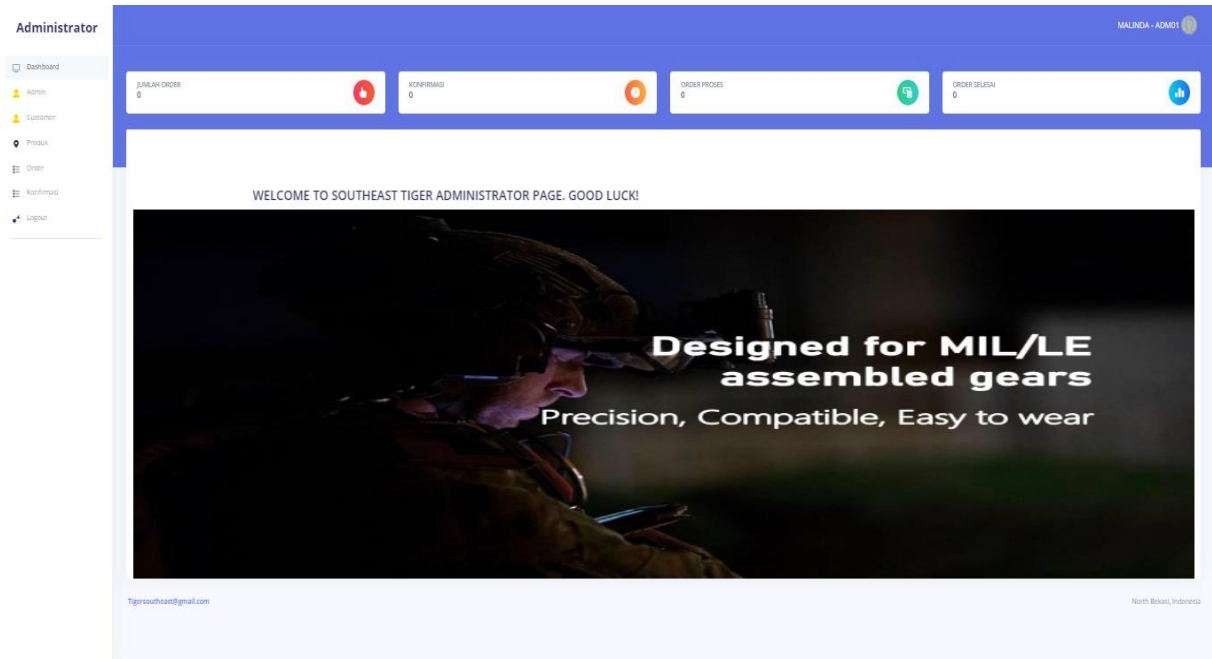 Administrator
MALINDA - ADM01
Dashboard
Admin
Customer
Produk
Order
Konfirmasi
Logout
JUMLAH ORDER
0
KONFIRMASI
0
ORDER PROSES
0
ORDER SELESAI
0
WELCOME TO SOUTHEAST TIGER ADMINISTRATOR PAGE. GOOD LUCK!
Designed for MIL/LE
assembled gears
Precision, Compatible, Easy to wear
Tigersoutheast@gmail.com
North Bekasi, Indonesia